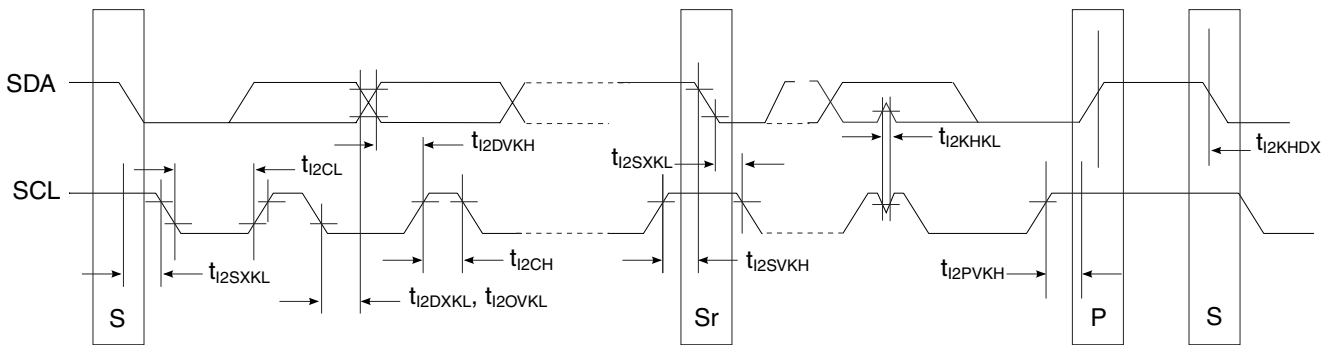 SDA
tI2DVKH
tI2KHKL
tI2KHDX
tI2CL
tI2SXKL
SCL
tI2SXKL
tI2CH
tI2SVKH
tI2PVKH
tI2DXKL, tI2OVKL
S
Sr
P
S